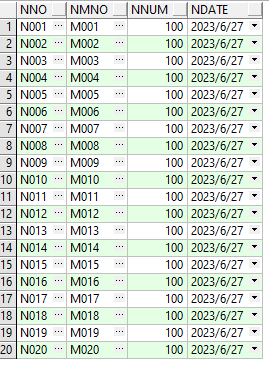 NNO NMNO NNUM NDATE
1 N001 ... M001 ... 100 2023/6/27
2 N002 ... M002 ... 100 2023/6/27
3 N003 ... M003 ... 100 2023/6/27
4 N004 ... M004 ... 100 2023/6/27
5 N005 ... M005 ... 100 2023/6/27
6 N006 ... M006 ... 100 2023/6/27
7 N007 ... M007 ... 100 2023/6/27
8 N008 ... M008 ... 100 2023/6/27
9 N009 ... M009 ... 100 2023/6/27
10 N010 ... M010 ... 100 2023/6/27
11 N011 ... M011 ... 100 2023/6/27
12 N012 ... M012 ... 100 2023/6/27
13 N013 ... M013 ... 100 2023/6/27
14 N014 ... M014 ... 100 2023/6/27
15 N015 ... M015 ... 100 2023/6/27
16 N016 ... M016 ... 100 2023/6/27
17 N017 ... M017 ... 100 2023/6/27
18 N018 ... M018 ... 100 2023/6/27
19 N019 ... M019 ... 100 2023/6/27
20 N020 ... M020 ... 100 2023/6/27